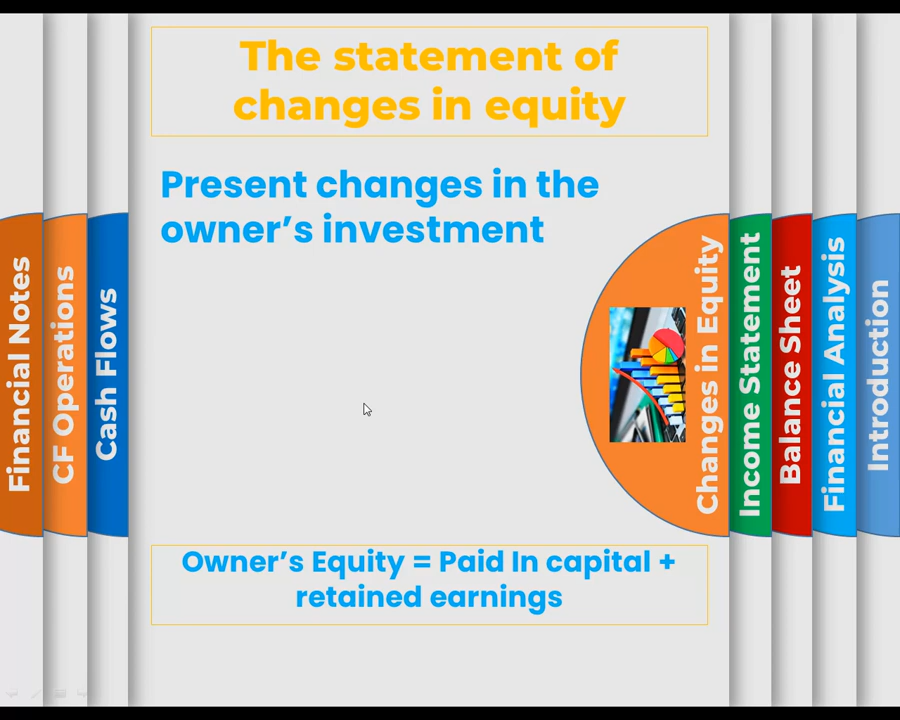 The statement of
changes in equity
Present changes in the
owner's investment
Owner's Equity = Paid In capital +
retained earnings
Financial Notes
CF Operations
Cash Flows
Changes in Equity
Income Statement
Balance Sheet
Financial Analysis
Introduction